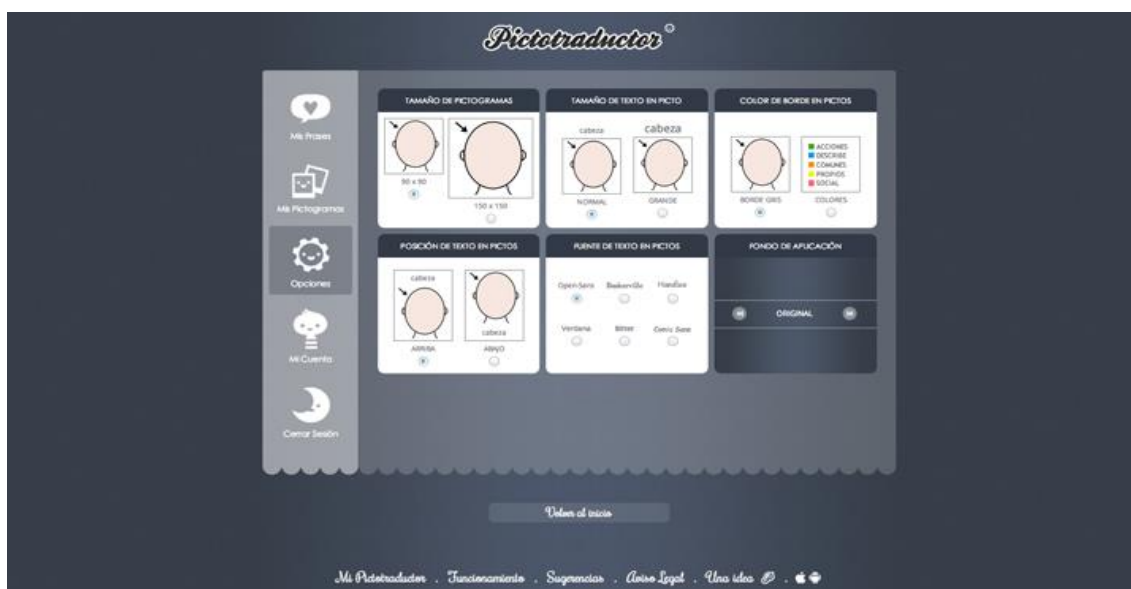 Pictotraductor
Mis Frases
Mis Pictogramas
Opciones
Mi Cuenta
Cerrar Sesión
TAMAÑO DE PICTOGRAMAS
90 x 90
150 x 150
TAMAÑO DE TEXTO EN PICTO
cabeza
cabeza
NORMAL
GRANDE
COLOR DE BORDE EN PICTOS
ACCIONES
DESCRIBE
COMUNES
PROPIOS
SOCIAL
BORDE GRIS
COLORES
POSICIÓN DE TEXTO EN PICTOS
cabeza
cabeza
ARRIBA
ABAJO
FUENTE DE TEXTO EN PICTOS
Open-Sans Baskerville Handlee
Verdana Bitter Comic Sans
FONDO DE APLICACIÓN
ORIGINAL
Volver al inicio
Mi Pictotraductor . Funcionamiento . Sugerencias . Aviso Legal . Una idea .